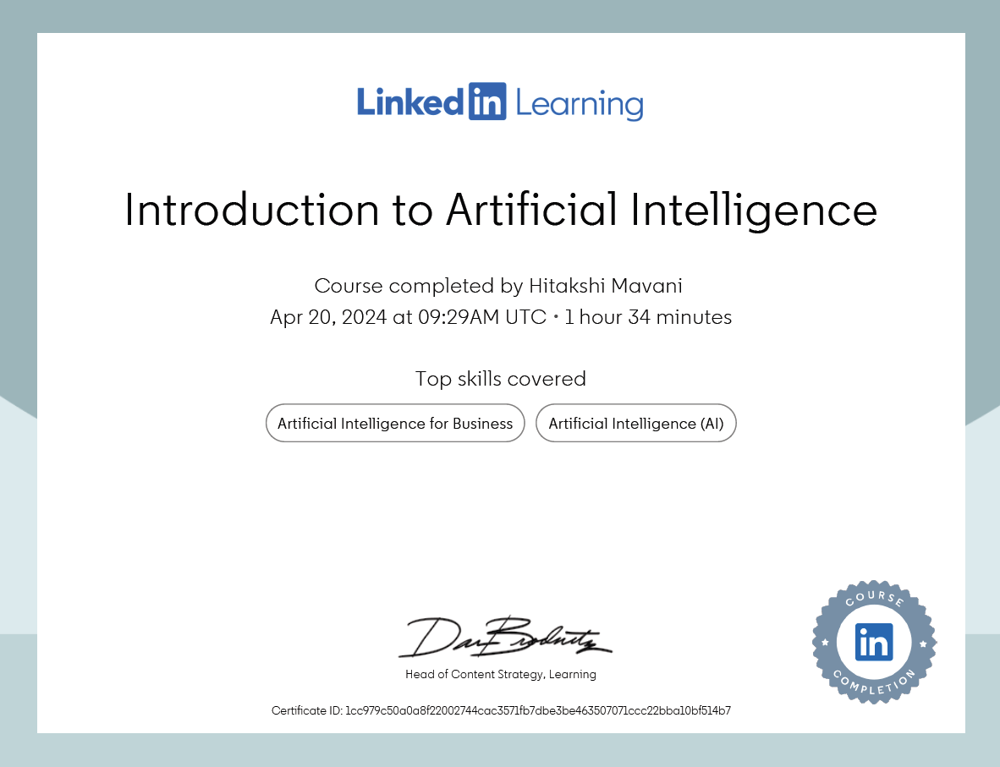 Linked in Learning
Introduction to Artificial Intelligence
Course completed by Hitakshi Mavani
Apr 20, 2024 at 09:29AM UTC • 1 hour 34 minutes
Top skills covered
Artificial Intelligence for Business
Artificial Intelligence (AI)
Dan Brodnitz
Head of Content Strategy, Learning
Certificate ID: 1cc979c50a0a8f22002744cac3571fb7dbe3be463507071ccc22bba10bf514b7
COURSE
in
COMPLETION